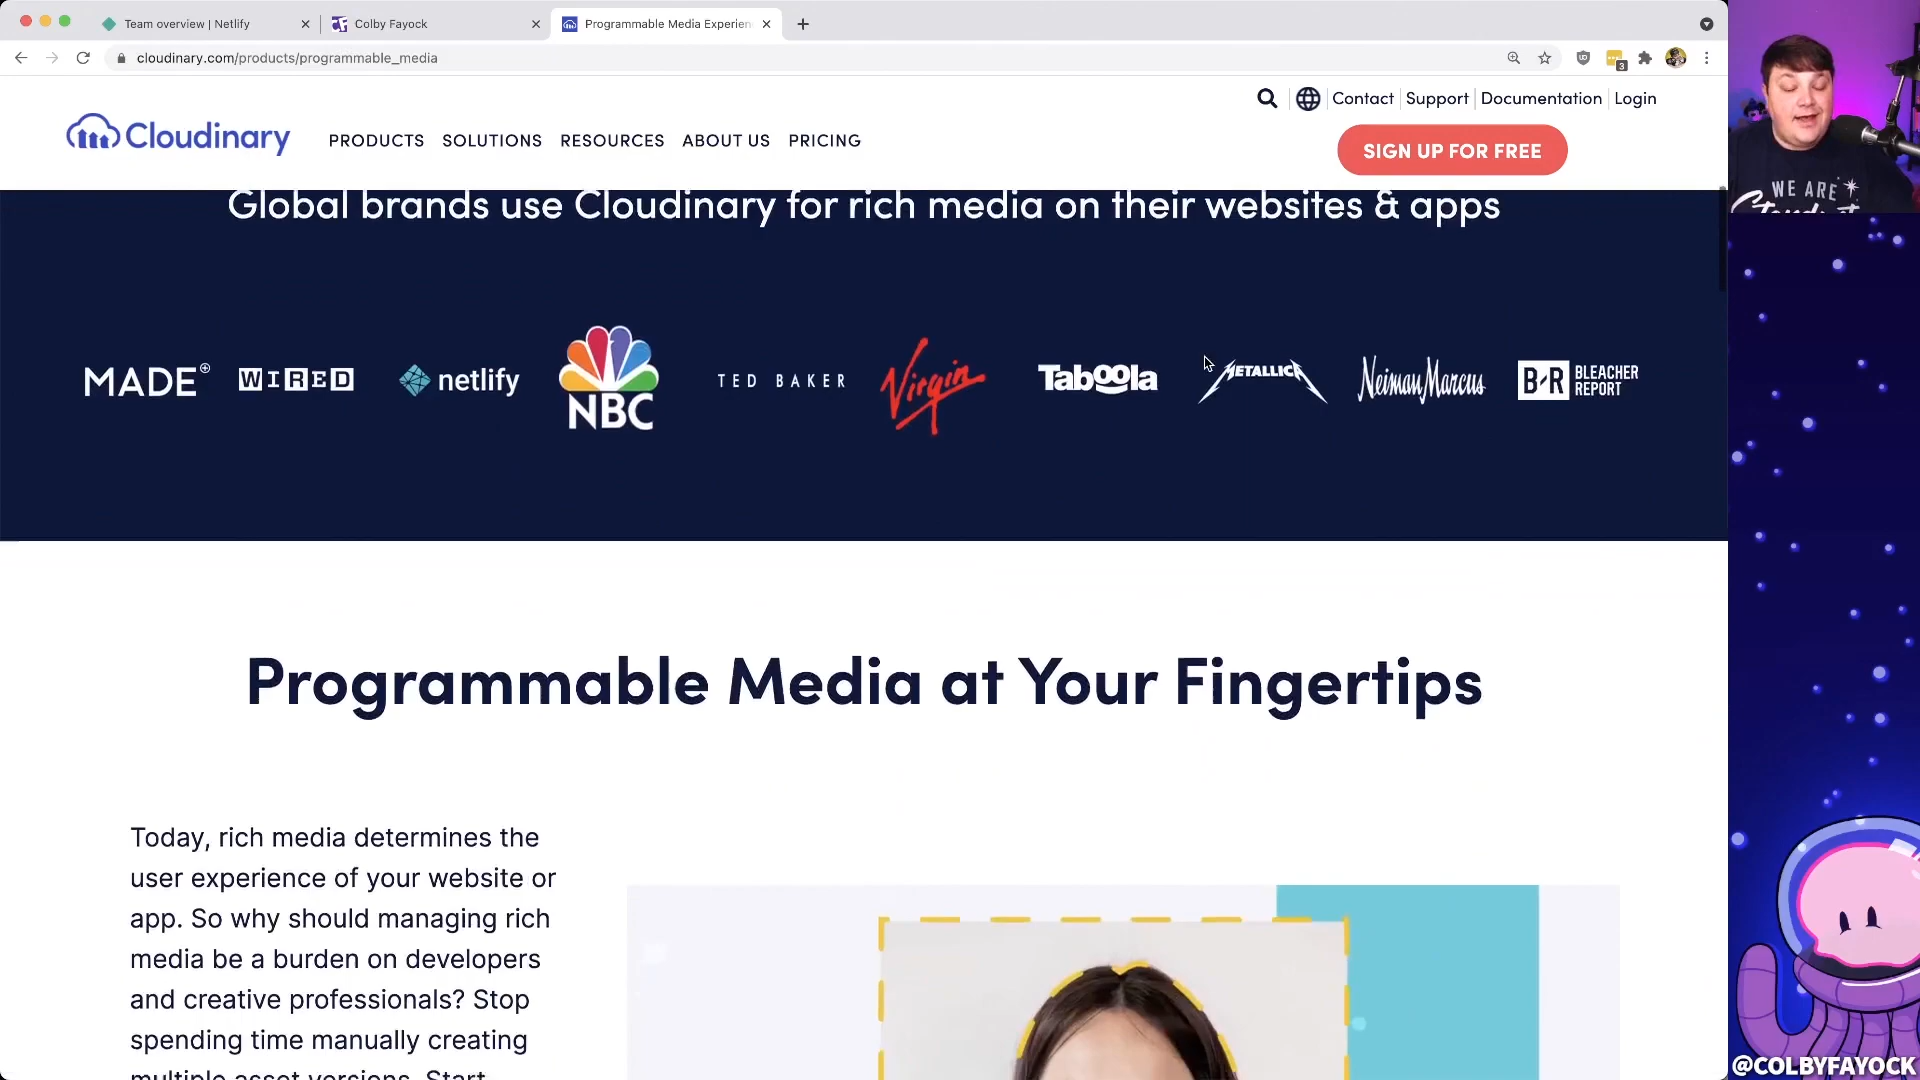 Team overview | Netlify
Colby Fayock
Programmable Media Experien
cloudinary.com/products/programmable_media
3
Contact Support Documentation Login
Cloudinary
PRODUCTS SOLUTIONS RESOURCES ABOUT US PRICING
SIGN UP FOR FREE
WE ARE
Global brands use Cloudinary for rich media on their websites & apps
MADE
WIRED
netlify
NBC
TED BAKER
Virgin
Taboola
METALLICA
Neiman Marcus
B-R BLEACHER
REPORT
Programmable Media at Your Fingertips
Today, rich media determines the
user experience of your website or
app. So why should managing rich
media be a burden on developers
and creative professionals? Stop
spending time manually creating
multiple asset versions. Start
@COLBYFAYOCK